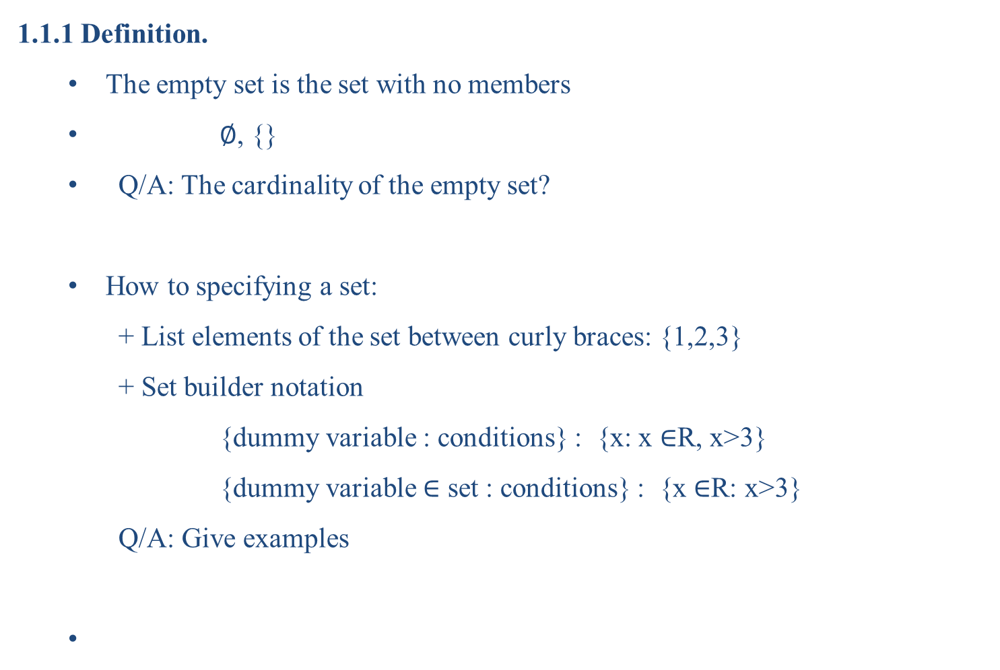 1.1.1 Definition.
• The empty set is the set with no members
• ∅, {}
• Q/A: The cardinality of the empty set?
• How to specifying a set:
+ List elements of the set between curly braces: {1,2,3}
+ Set builder notation
{dummy variable : conditions} : {x: x ∈R, x>3}
{dummy variable ∈ set : conditions} : {x ∈R: x>3}
Q/A: Give examples
•